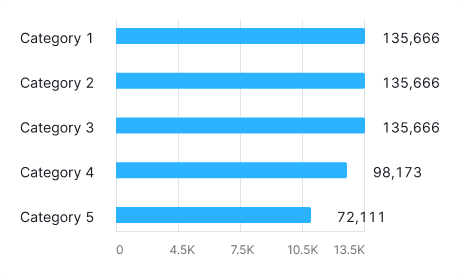 Category 1 135,666
Category 2 135,666
Category 3 135,666
Category 4 98,173
Category 5 72,111
0 4.5K 7.5K 10.5K 13.5K